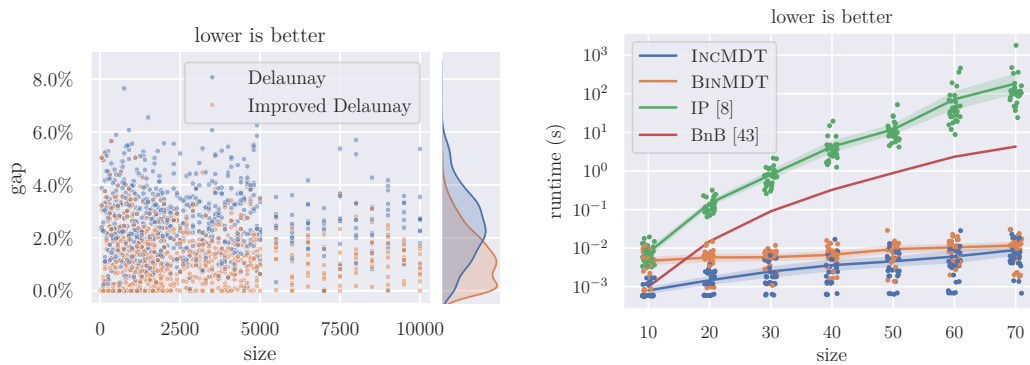 lower is better
8.0%
6.0%
4.0%
2.0%
0.0%
gap
Delaunay
Improved Delaunay
0 2500 5000 7500 10000
size
lower is better
10³
10²
10¹
10⁰
10⁻¹
10⁻²
10⁻³
runtime (s)
IncMDT
BinMDT
IP [8]
BnB [43]
10 20 30 40 50 60 70
size